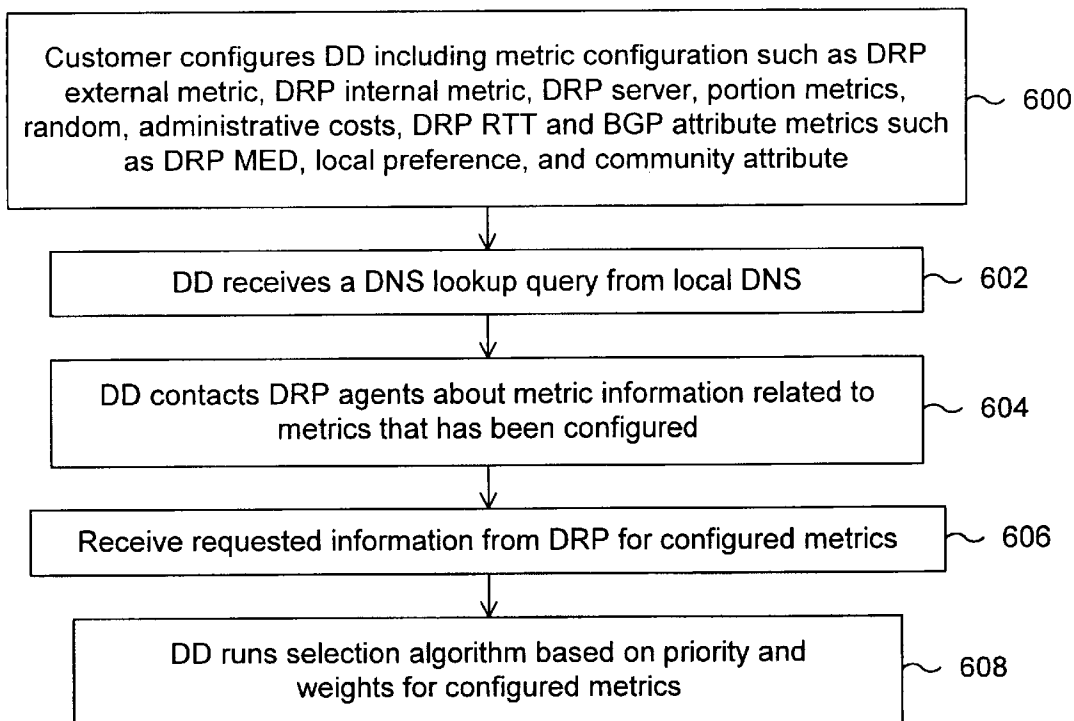 Customer configures DD including metric configuration such as DRP
external metric, DRP internal metric, DRP server, portion metrics,
random, administrative costs, DRP RTT and BGP attribute metrics such
as DRP MED, local preference, and community attribute
600
DD receives a DNS lookup query from local DNS
602
DD contacts DRP agents about metric information related to
metrics that has been configured
604
Receive requested information from DRP for configured metrics
606
DD runs selection algorithm based on priority and
weights for configured metrics
608